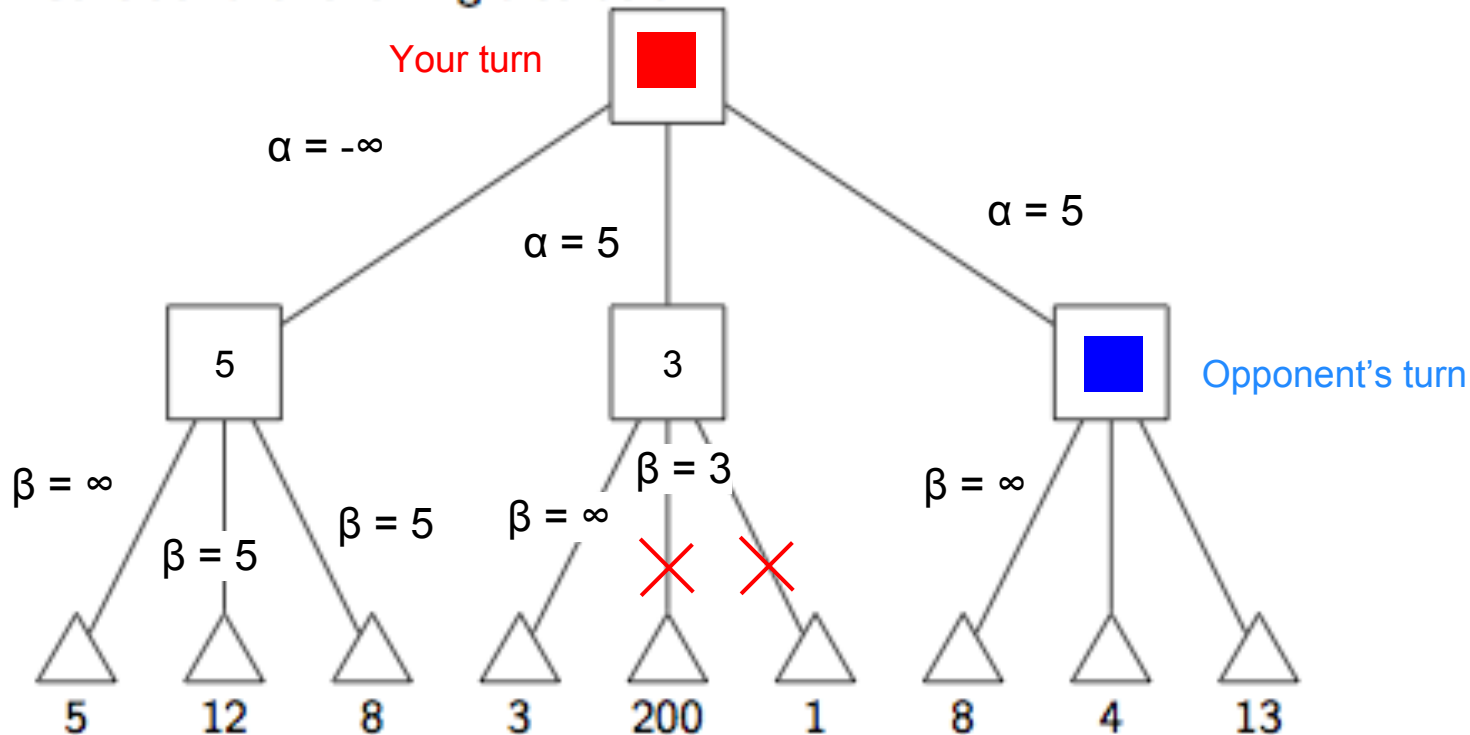 Your turn
α = -∞
α = 5
α = 5
5
3
Opponent’s turn
β = ∞
β = 5
β = 5
β = ∞
β = 3
β = ∞
5 12 8 3 200 1 8 4 13